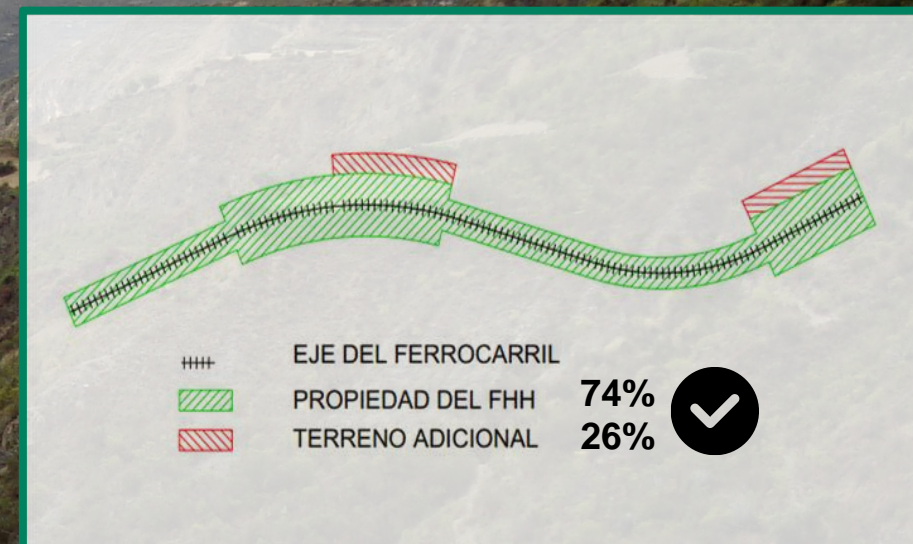 EJE DEL FERROCARRIL
PROPIEDAD DEL FHH 74%
TERRENO ADICIONAL 26%